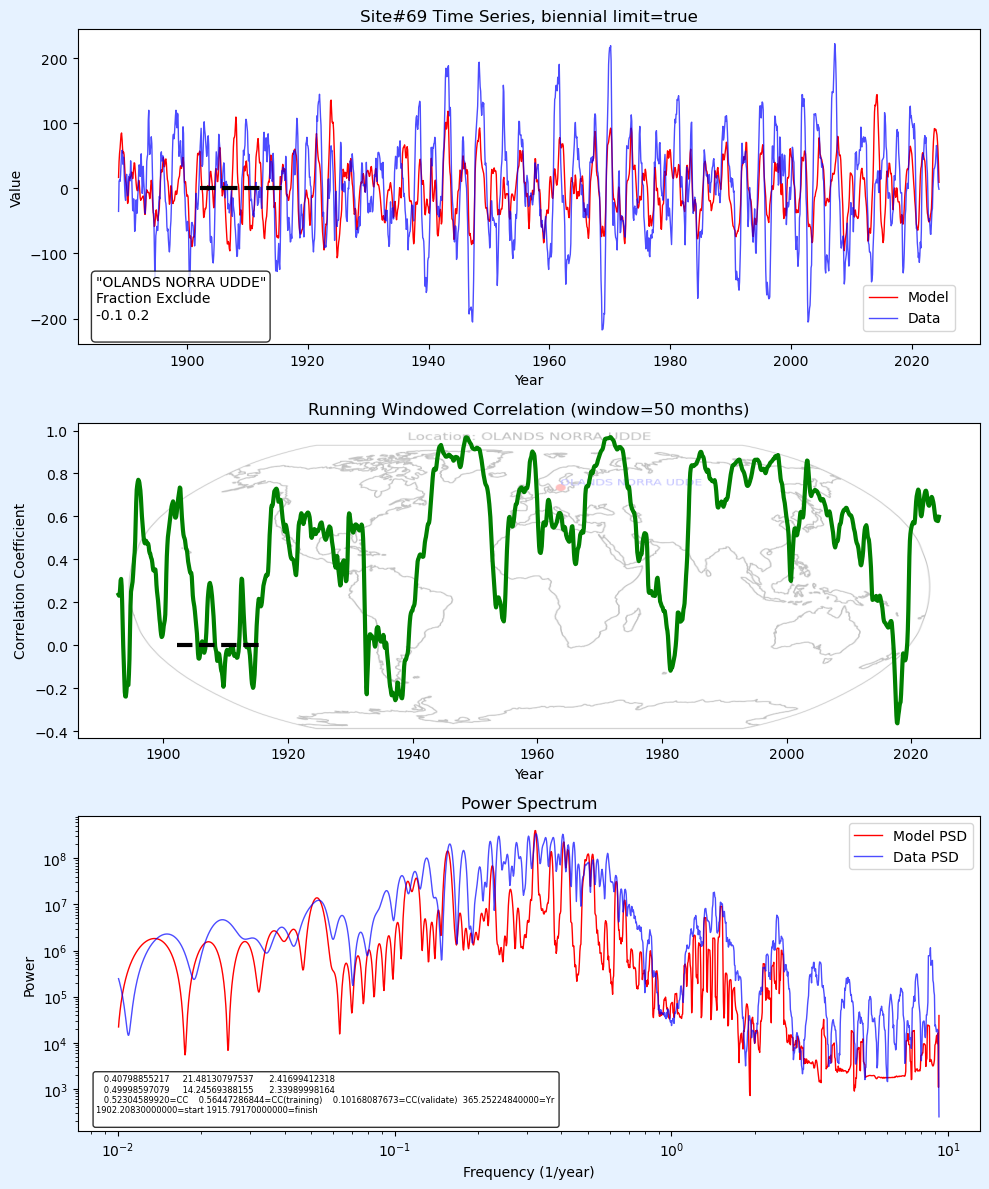 Site#69 Time Series, biennial limit=true
Value
200
100
0
−100
−200
"OLANDS NORRA UDDE"
Fraction Exclude
-0.1 0.2
Model
Data
1900
1920
1940
1960
1980
2000
2020
Year
Running Windowed Correlation (window=50 months)
Location: OLANDS NORRA UDDE
OLANDS NORRA UDDE
Correlation Coefficient
1.0
0.8
0.6
0.4
0.2
0.0
−0.2
−0.4
1900
1920
1940
1960
1980
2000
2020
Year
Power Spectrum
Model PSD
Data PSD
Power
10⁸
10⁷
10⁶
10⁵
10⁴
10³
0.40798855217 21.48130797537 2.41699412318
0.49998597079 14.24569388155 2.33989998164
0.52304589920=CC 0.56447286844=CC(training) 0.10168087673=CC(validate) 365.25224840000=Yr
1902.20830000000=start 1915.79170000000=finish
10⁻²
10⁻¹
10⁰
10¹
Frequency (1/year)